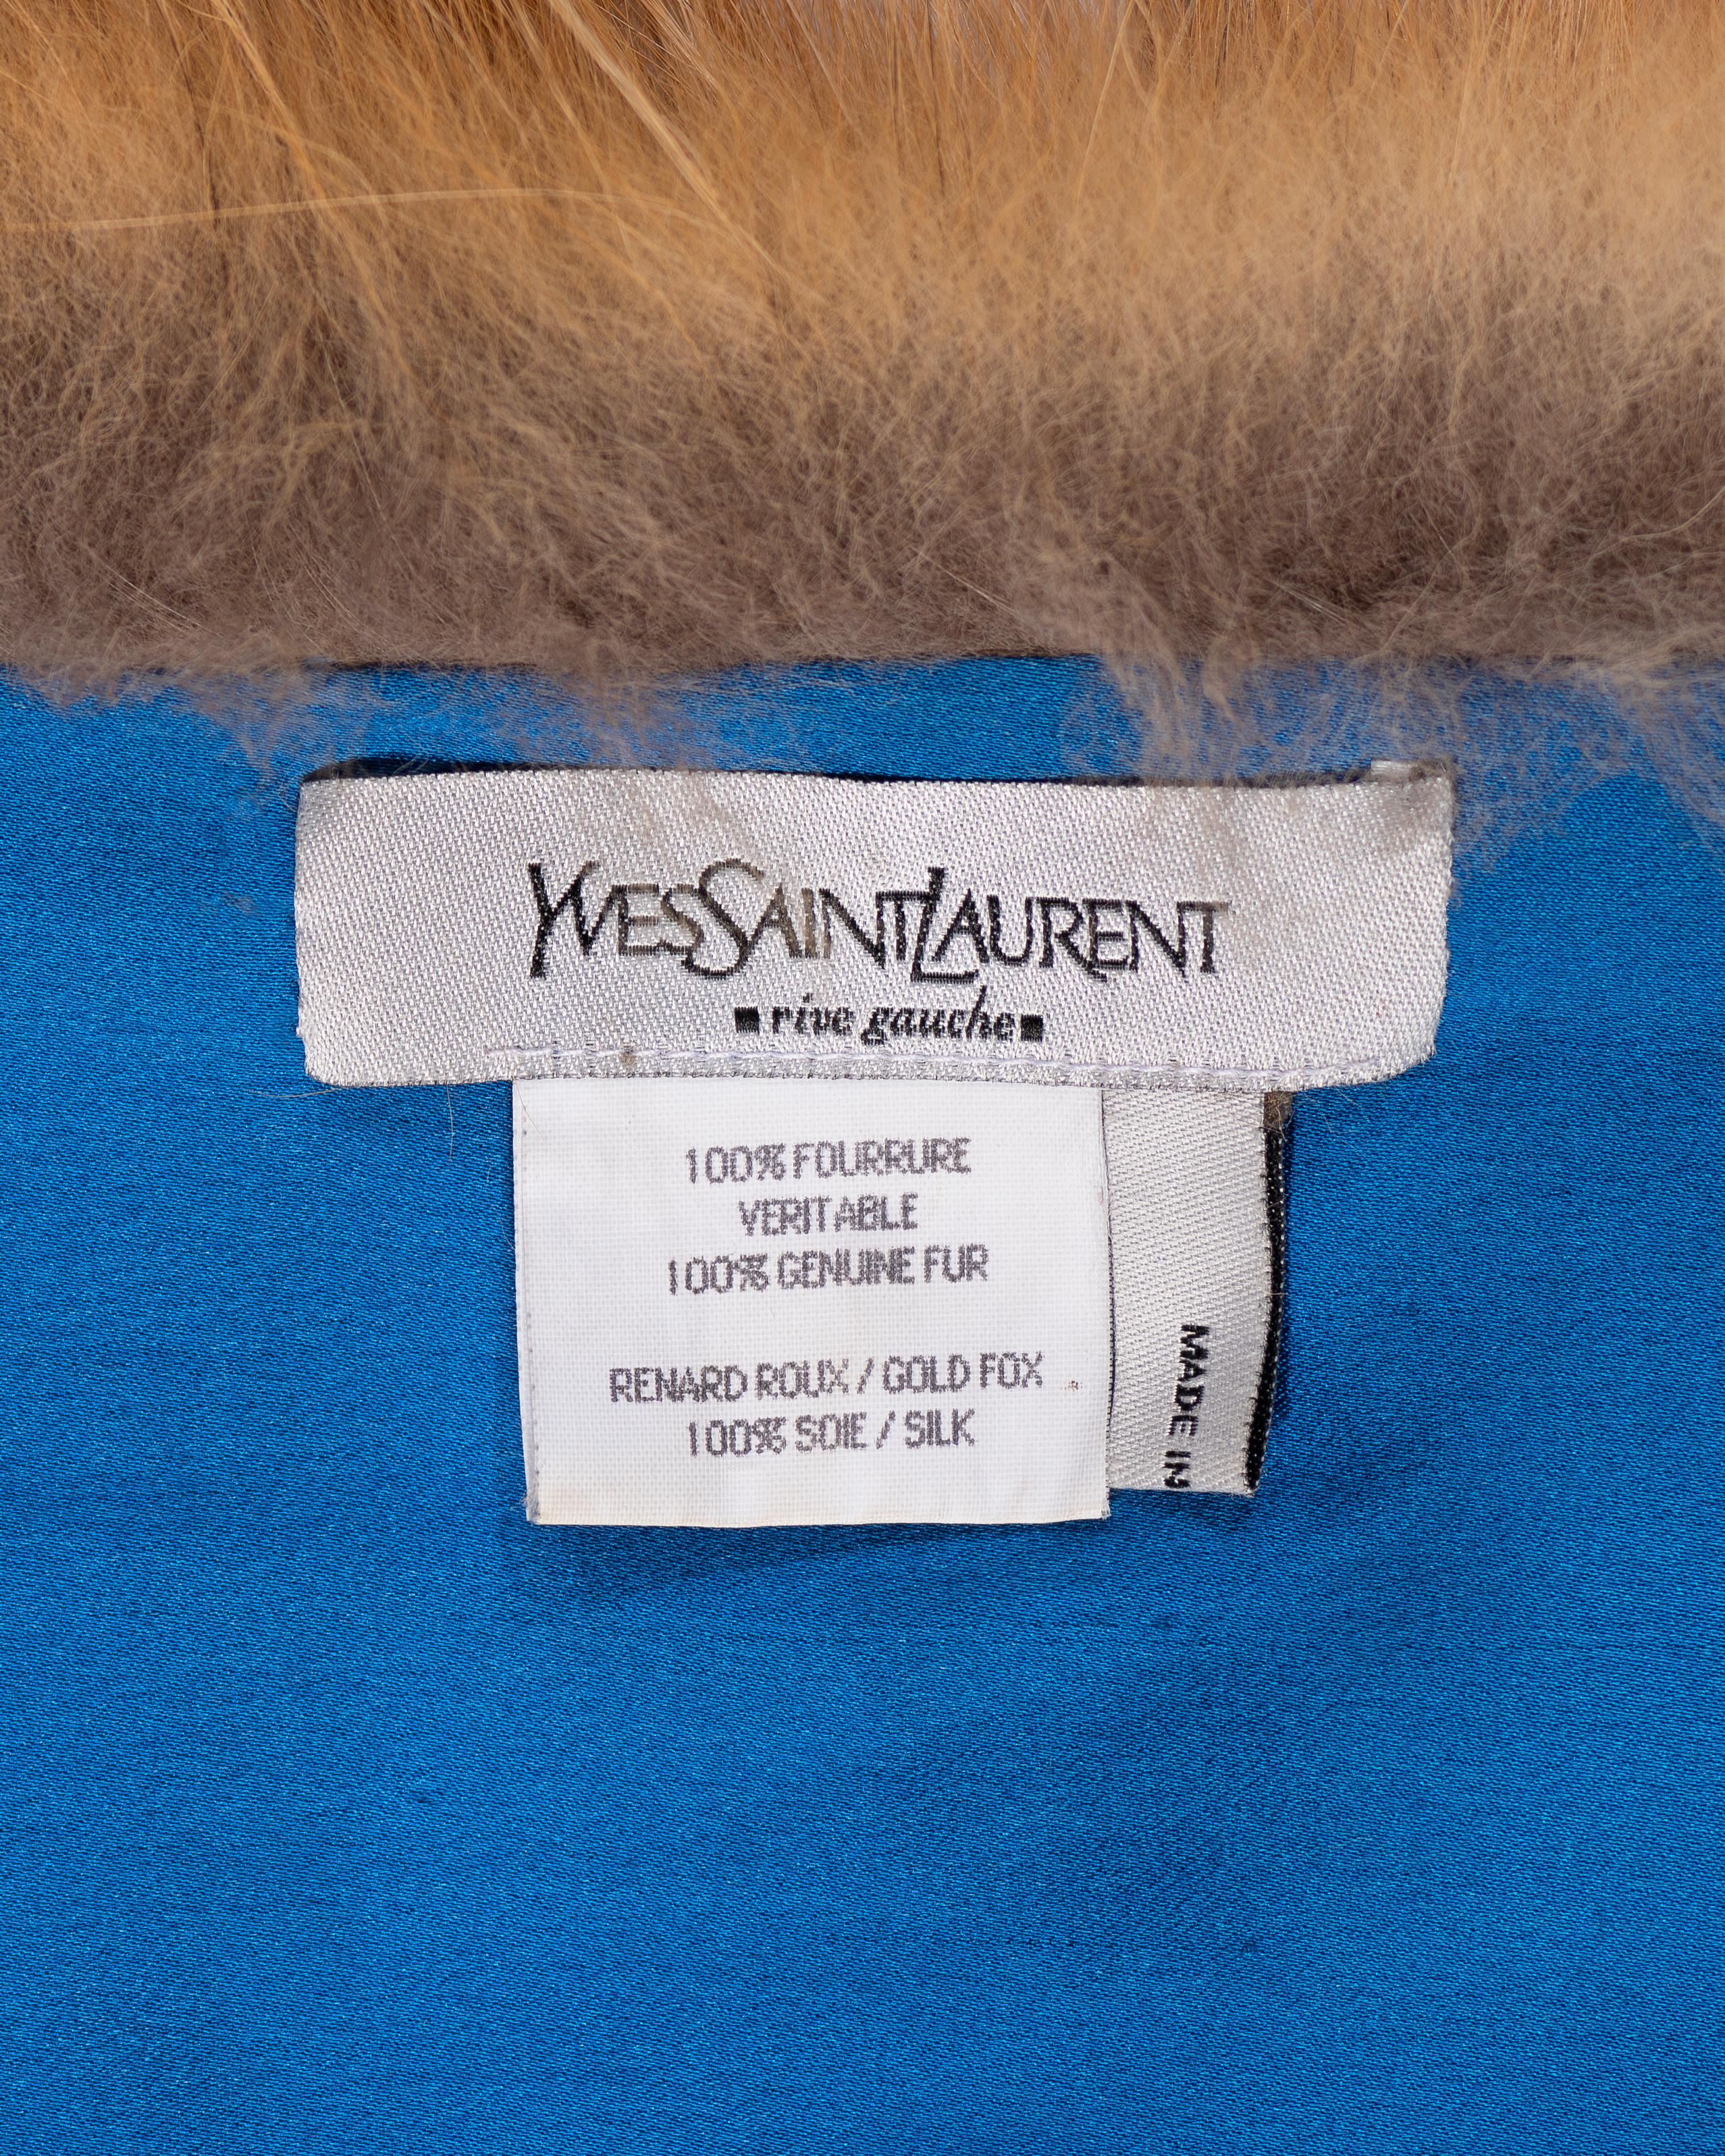 YVESSAINTLAURENT
rive gauche
100% FOURRURE
VERITABLE
100% GENUINE FUR
RENARD ROUX / GOLD FOX
100% SOIE / SILK
MADE IN